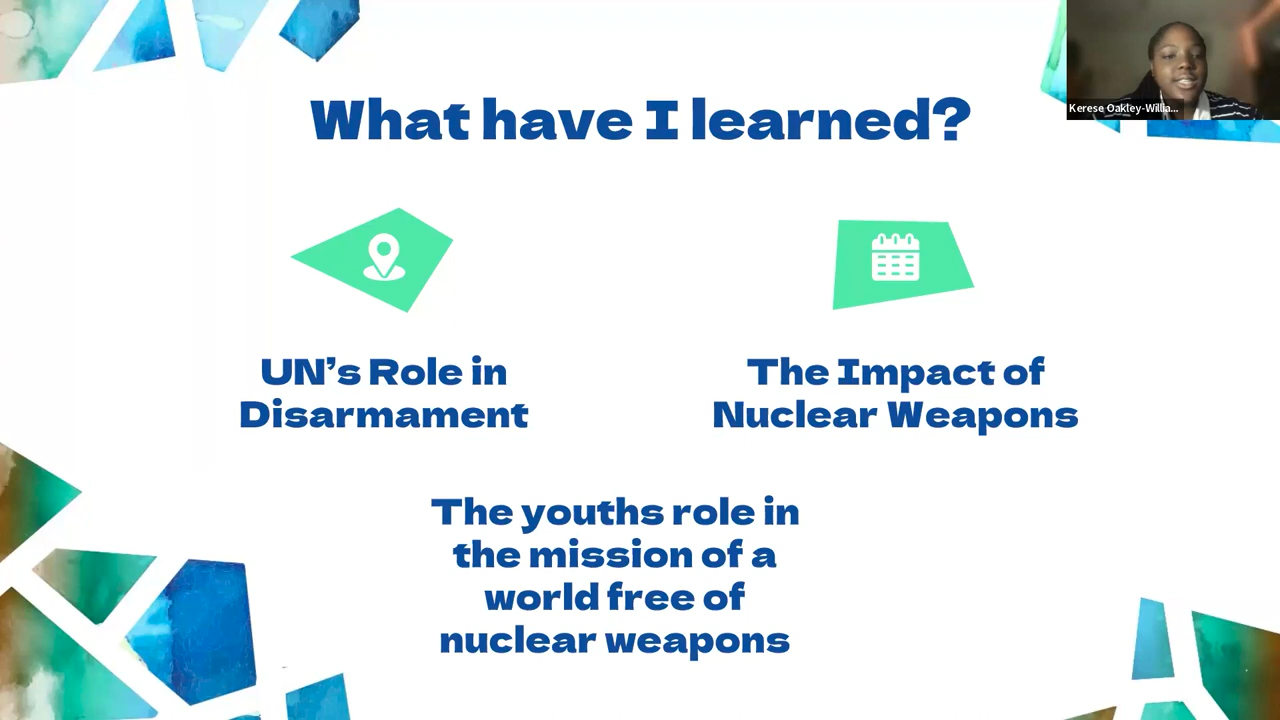 What have I learned?
Kerese Oakley-Willia...
UN's Role in
Disarmament
The Impact of
Nuclear Weapons
The youths role in
the mission of a
world free of
nuclear weapons